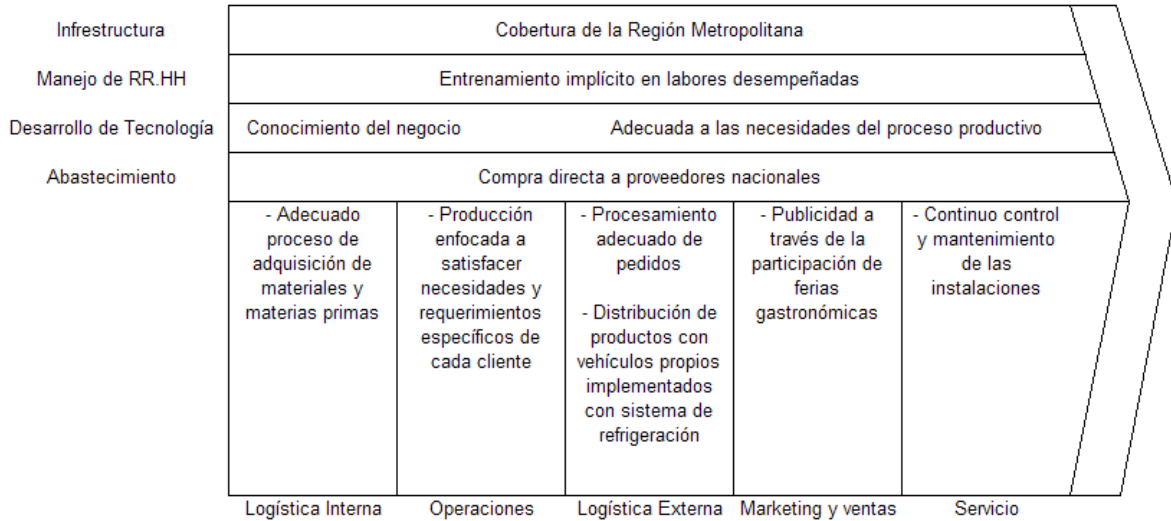 Infrestructura
Cobertura de la Región Metropolitana
Manejo de RR.HH
Entrenamiento implícito en labores desempeñadas
Desarrollo de Tecnología
Conocimiento del negocio
Adecuada a las necesidades del proceso productivo
Abastecimiento
Compra directa a proveedores nacionales
- Adecuado
proceso de
adquisición de
materiales y
materias primas
- Producción
enfocada a
satisfacer
necesidades y
requerimientos
específicos de
cada cliente
- Procesamiento
adecuado de
pedidos
- Distribución de
productos con
vehículos propios
implementados
con sistema de
refrigeración
- Publicidad a
través de la
participación de
ferias
gastronómicas
- Continuo control
y mantenimiento
de las
instalaciones
Logística Interna
Operaciones
Logística Externa
Marketing y ventas
Servicio